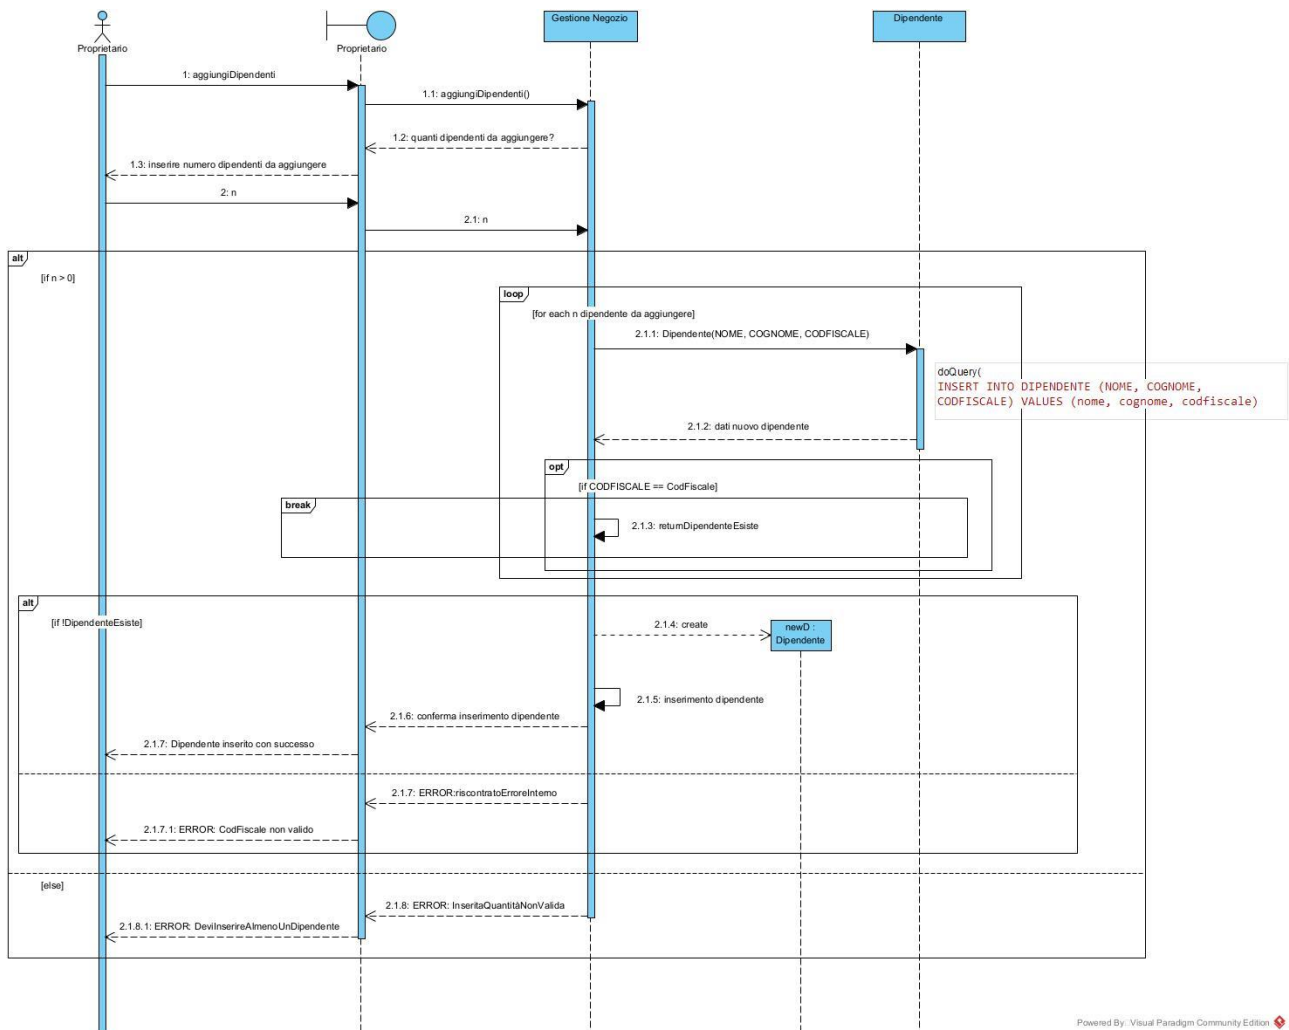 Gestione Negozio
Dipendente
Proprietario
Proprietario
1: aggiungiDipendenti
1.1: aggiungiDipendenti()
1.2: quanti dipendenti da aggiungere?
1.3: inserire numero dipendenti da aggiungere
2: n
2.1: n
alt
[if n > 0]
loop
[for each n dipendente da aggiungere]
2.1.1: Dipendente(NOME, COGNOME, CODFISCALE)
doQuery(
INSERT INTO DIPENDENTE (NOME, COGNOME,
CODFISCALE) VALUES (nome, cognome, codfiscale)
2.1.2: dati nuovo dipendente
opt
[if CODFISCALE == CodFiscale]
break
2.1.3: returnDipendenteEsiste
alt
[if !DipendenteEsiste]
2.1.4: create
newD :
Dipendente
2.1.5: inserimento dipendente
2.1.6: conferma inserimento dipendente
2.1.7: Dipendente inserito con successo
2.1.7: ERROR:riscontratoErroreInterno
2.1.7.1: ERROR: CodFiscale non valido
[else]
2.1.8: ERROR: InseritaQuantitàNonValida
2.1.8.1: ERROR: DeviInserireAlmenoUnDipendente
Powered By: Visual Paradigm Community Edition